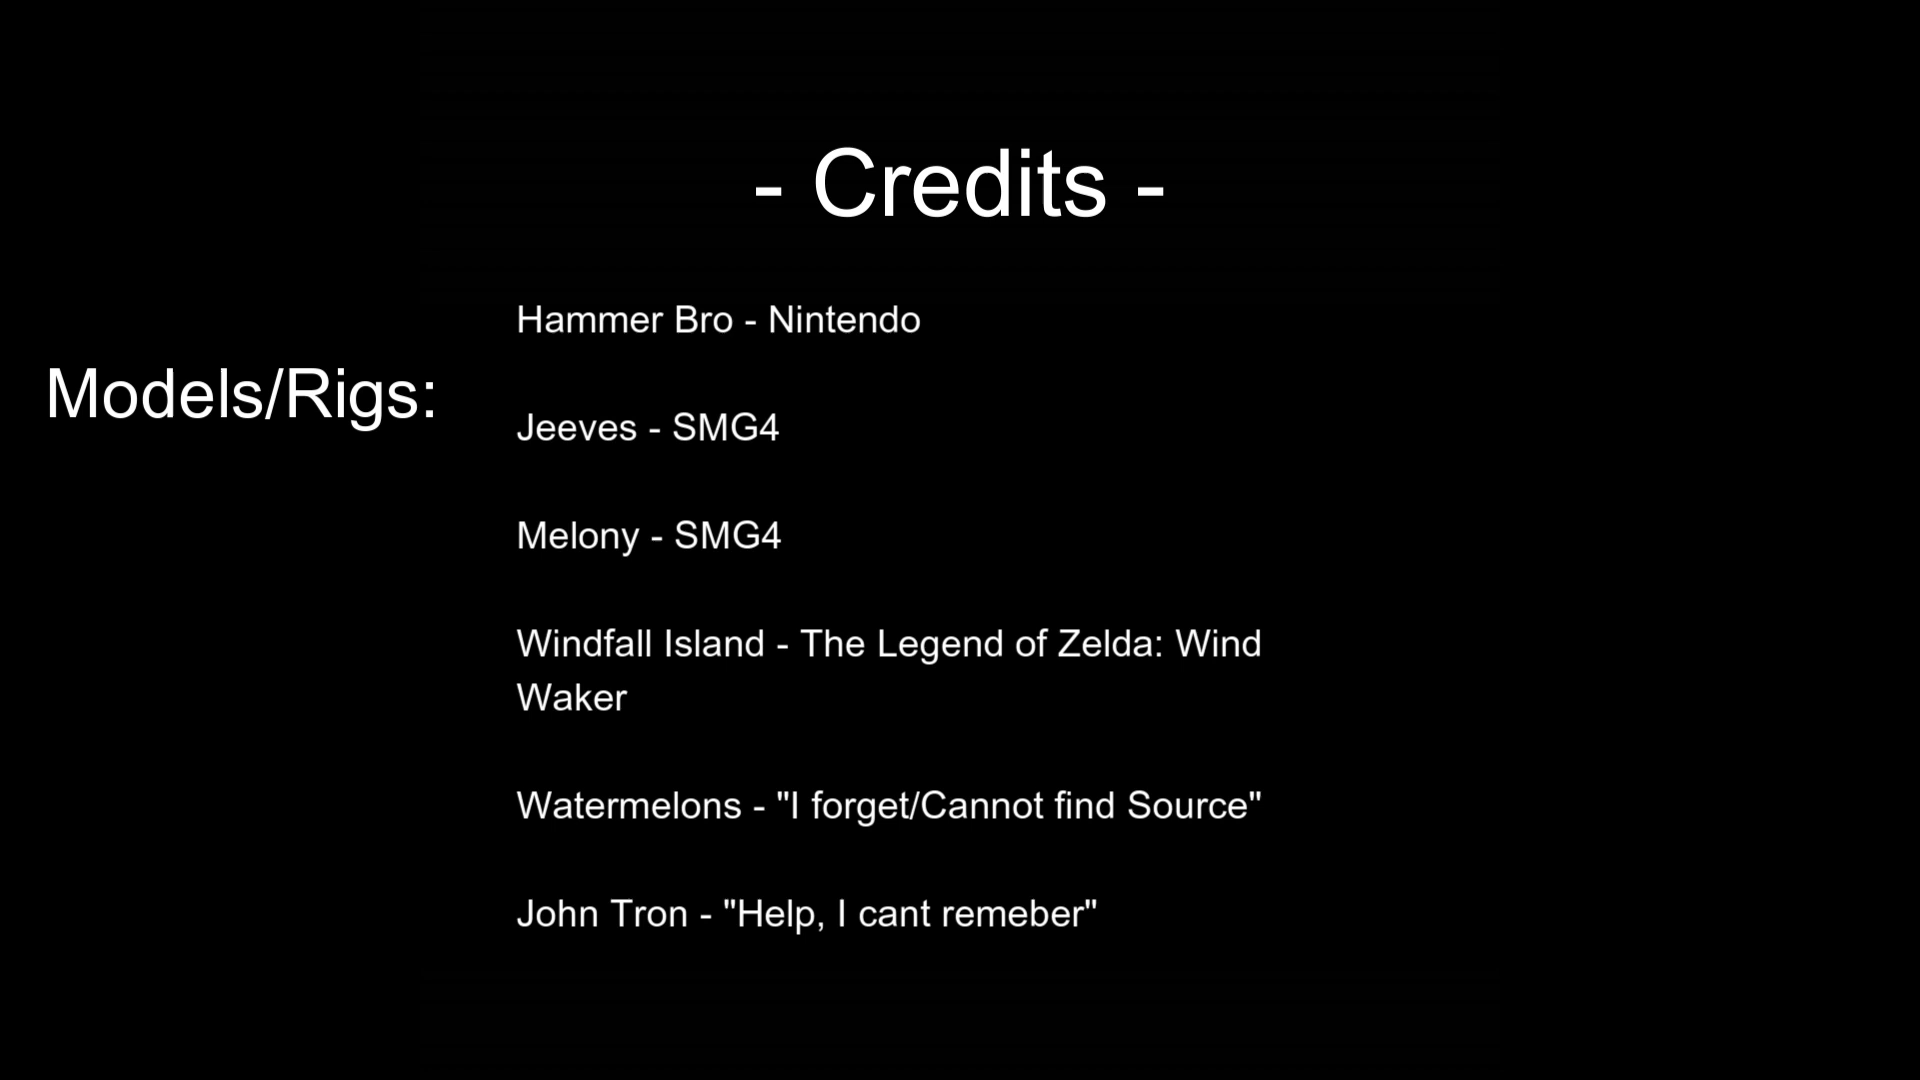 - Credits -
Models/Rigs:
Hammer Bro - Nintendo
Jeeves - SMG4
Melony - SMG4
Windfall Island - The Legend of Zelda: Wind
Waker
Watermelons - "I forget/Cannot find Source"
John Tron - "Help, I cant remeber"